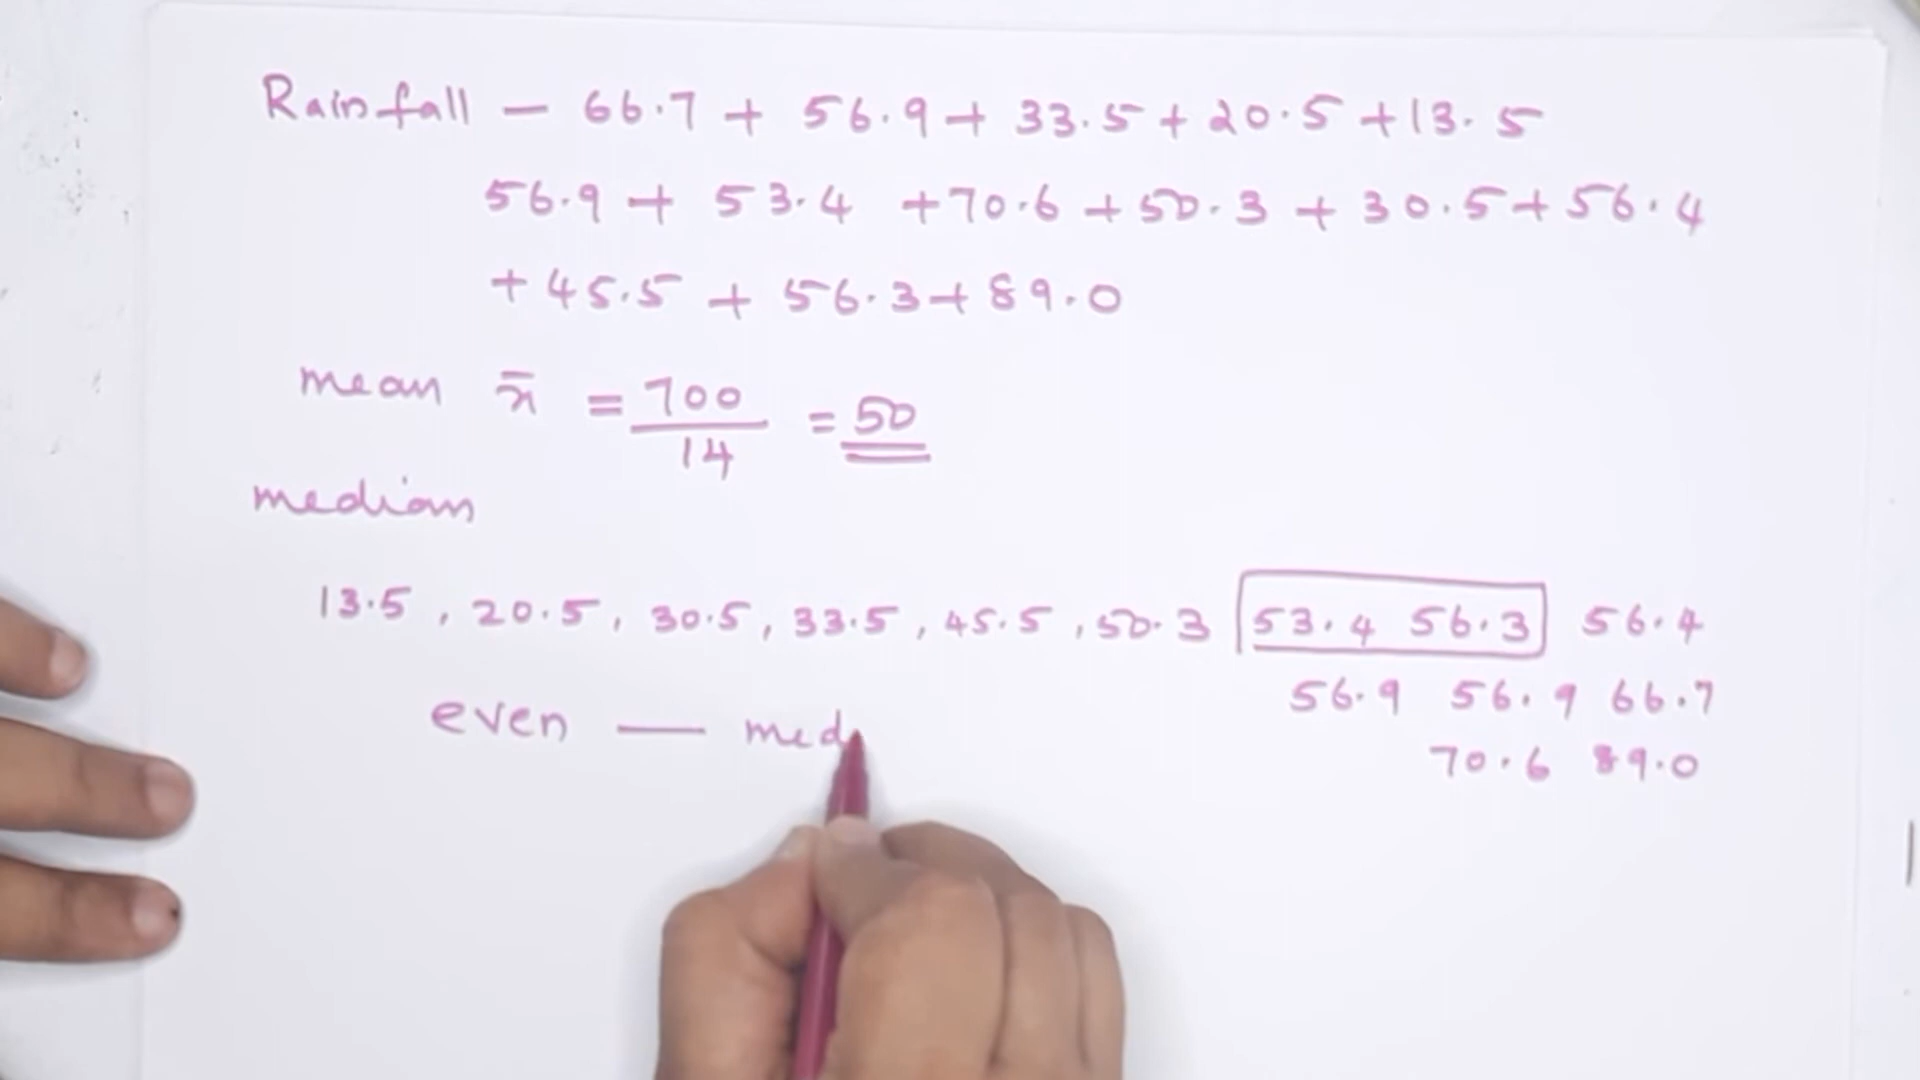 Rainfall — 66.7 + 56.9 + 33.5 + 20.5 + 13.5
56.9 + 53.4 + 70.6 + 50.3 + 30.5 + 56.4
+ 45.5 + 56.3 + 89.0
mean x̄ = 700/14 = 50
median
13.5, 20.5, 30.5, 33.5, 45.5, 50.3 53.4 56.3 56.4
56.9 56.9 66.7
70.6 89.0
even — med